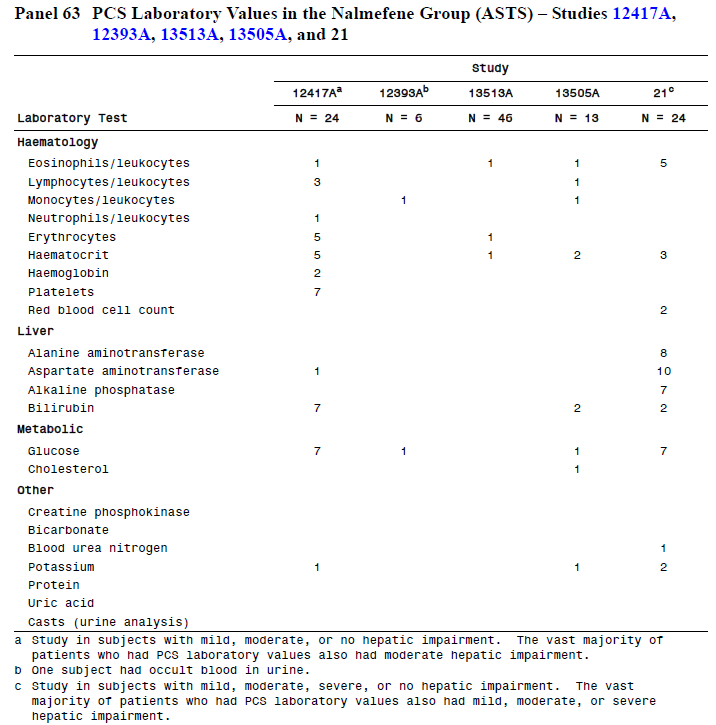 Panel 63 PCS Laboratory Values in the Nalmefene Group (ASTS) – Studies 12417A,
12393A, 13513A, 13505A, and 21
Study
12417Aa 12393Ab 13513A 13505A 21c
Laboratory Test N = 24 N = 6 N = 46 N = 13 N = 24
Haematology
Eosinophils/leukocytes 1 1 1 5
Lymphocytes/leukocytes 3 1
Monocytes/leukocytes 1 1
Neutrophils/leukocytes 1
Erythrocytes 5 1
Haematocrit 5 1 2 3
Haemoglobin 2
Platelets 7
Red blood cell count 2
Liver
Alanine aminotransferase 8
Aspartate aminotransferase 1 10
Alkaline phosphatase 7
Bilirubin 7 2 2
Metabolic
Glucose 7 1 1 7
Cholesterol 1
Other
Creatine phosphokinase
Bicarbonate
Blood urea nitrogen 1
Potassium 1 1 2
Protein
Uric acid
Casts (urine analysis)
a Study in subjects with mild, moderate, or no hepatic impairment. The vast majority of
patients who had PCS laboratory values also had moderate hepatic impairment.
b One subject had occult blood in urine.
c Study in subjects with mild, moderate, severe, or no hepatic impairment. The vast
majority of patients who had PCS laboratory values also had mild, moderate, or severe
hepatic impairment.